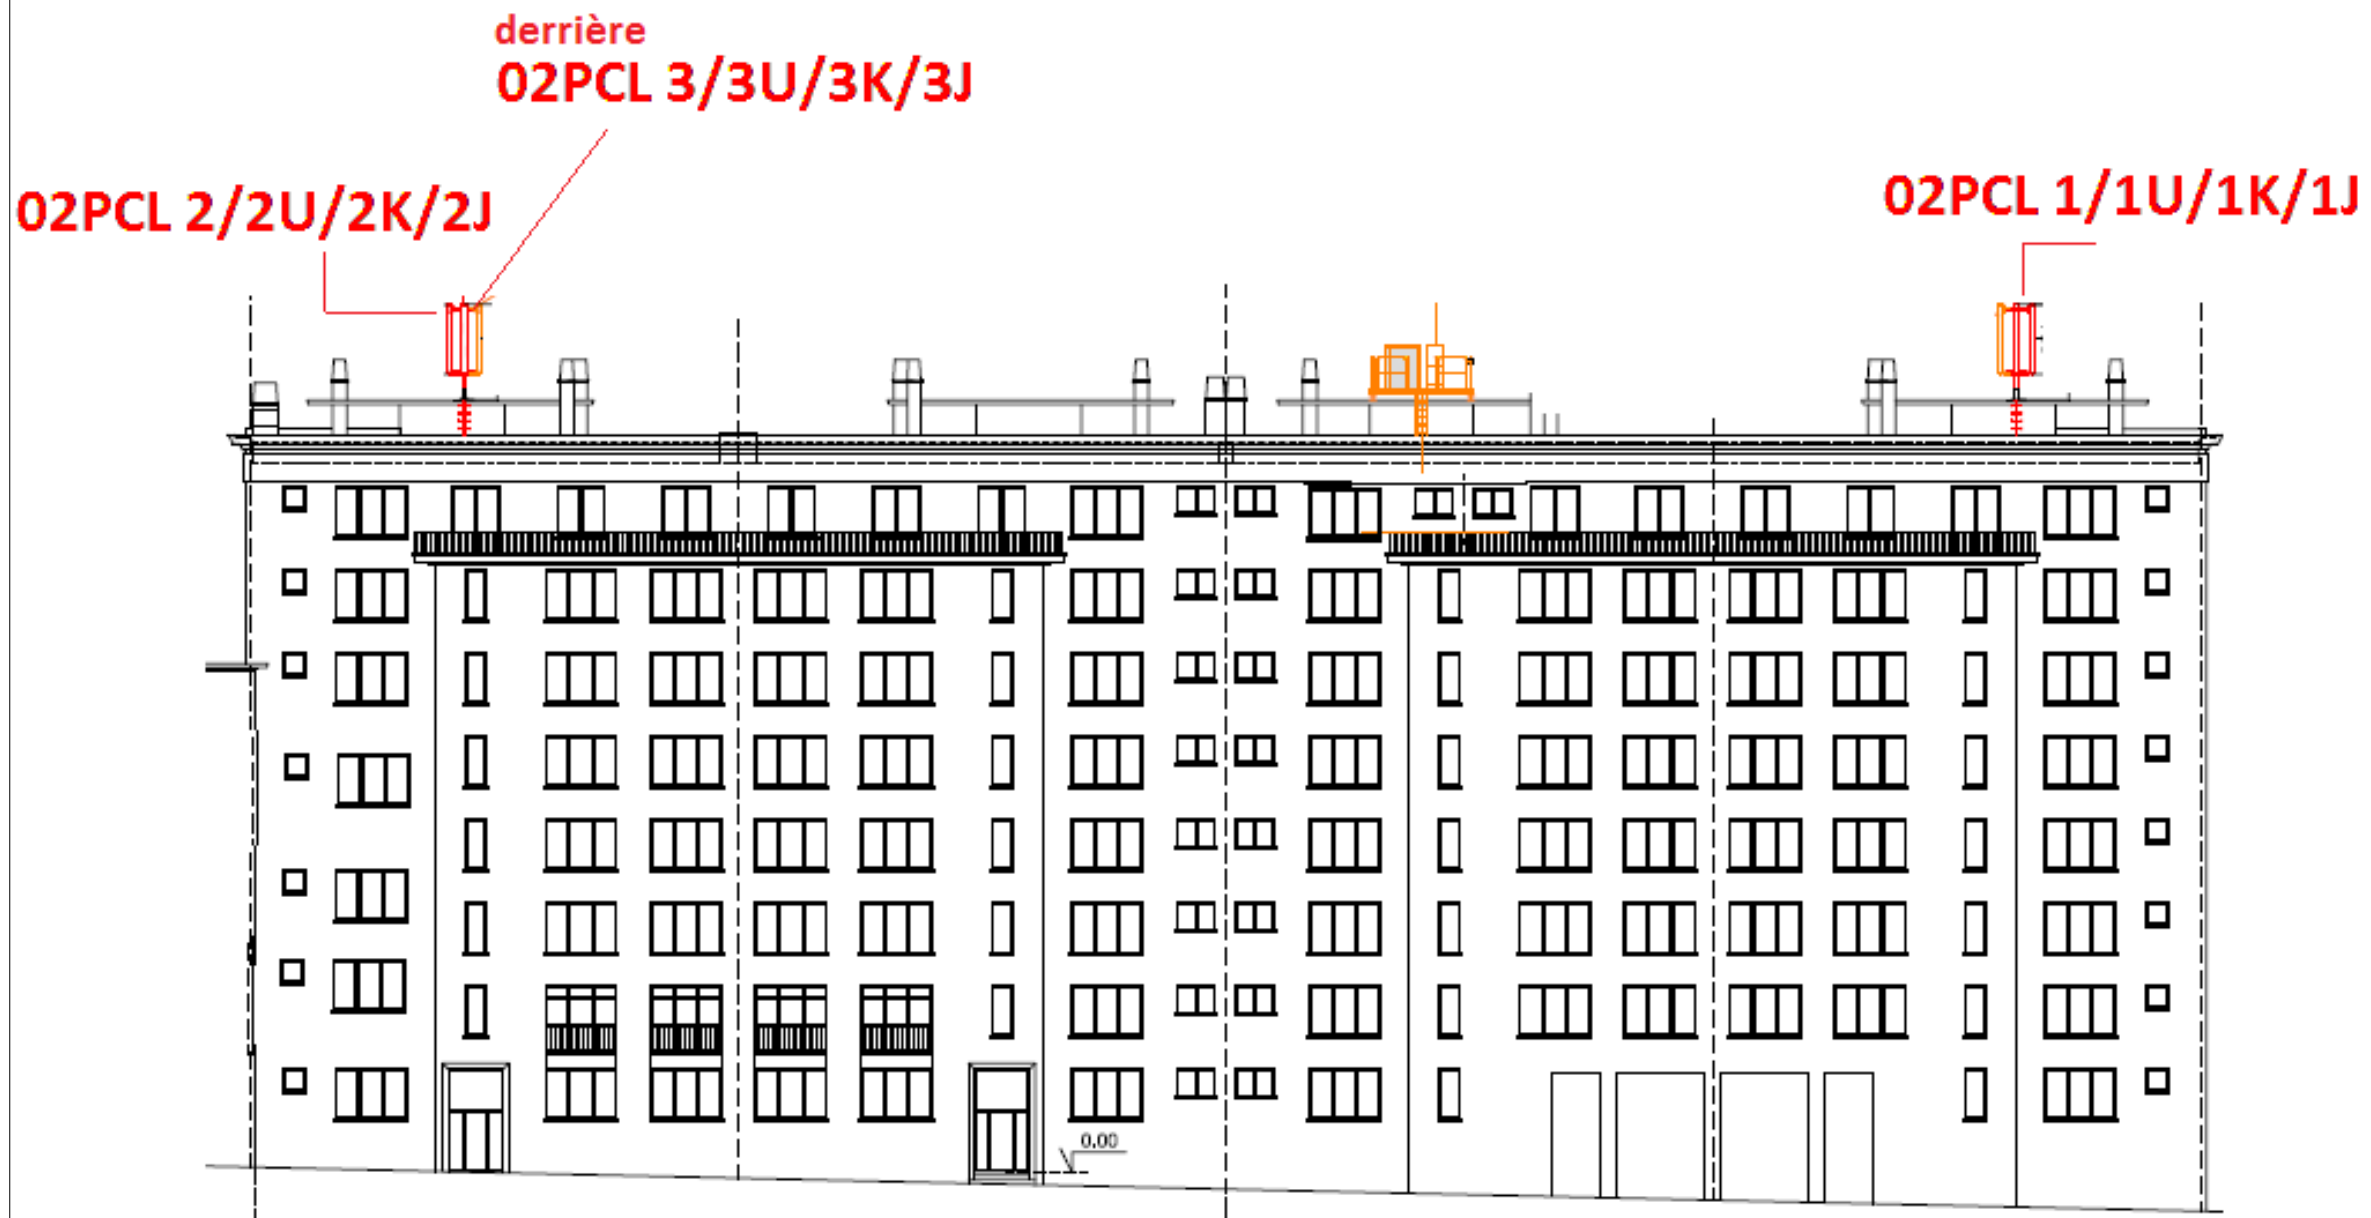 derrière
02PCL 3/3U/3K/3J
02PCL 2/2U/2K/2J
02PCL 1/1U/1K/1J
0.00